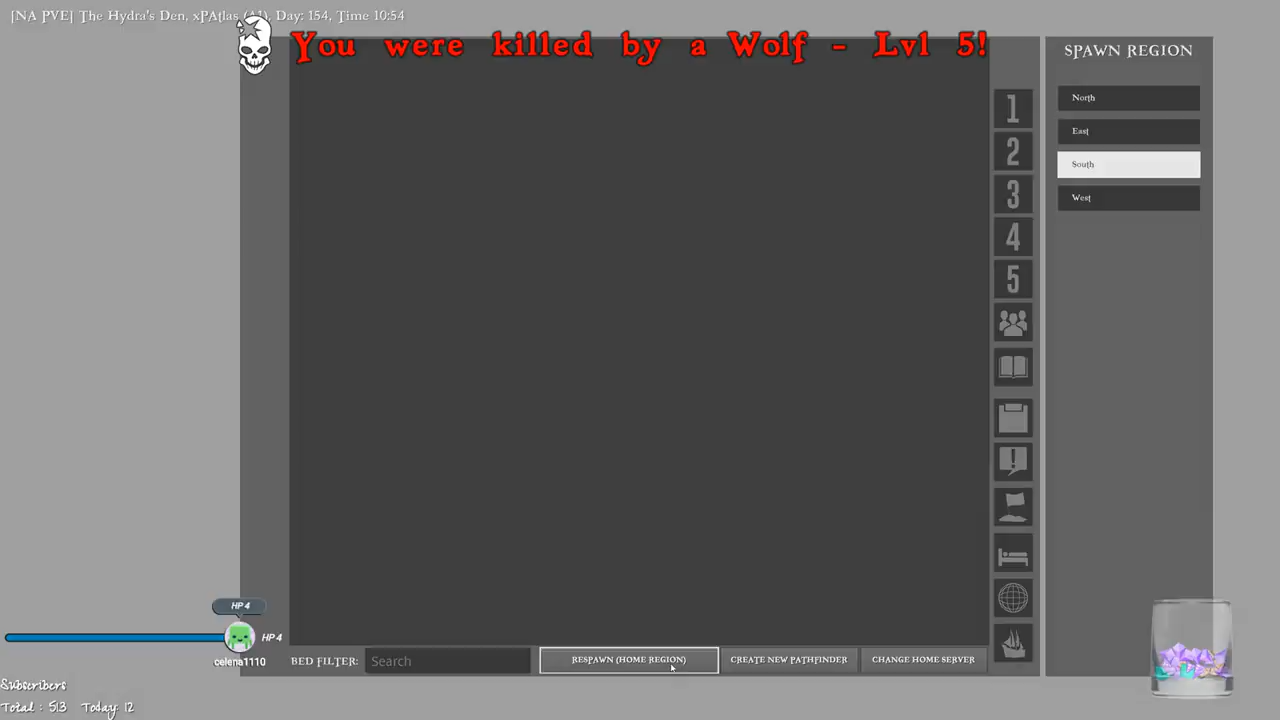 [NA PVE] The Hydra's Den, xPAtlas (A1), Day: 154, Time 10:54
You were killed by a Wolf - Lvl 5!
SPAWN REGION
North
East
South
West
1
2
3
4
5
HP 4
HP 4
celena1110
BED FILTER:
Search
RESPAWN (HOME REGION)
CREATE NEW PATHFINDER
CHANGE HOME SERVER
Subscribers
Total : 513 Today: 12